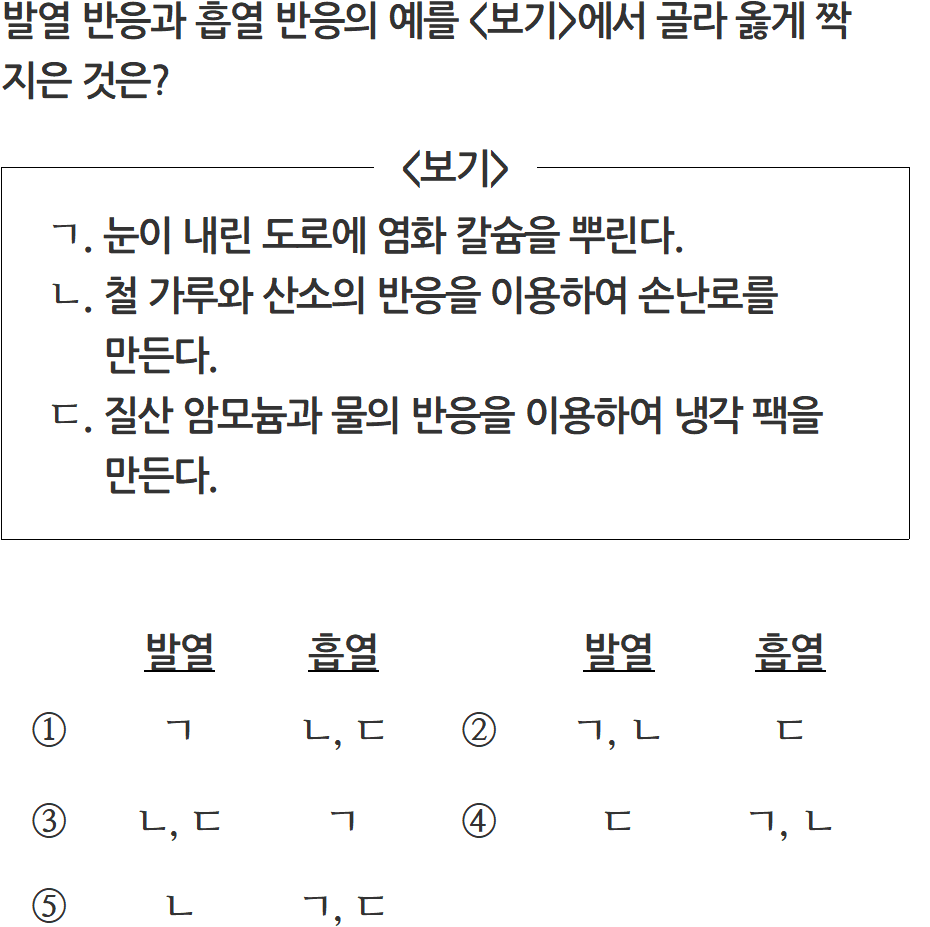 발열 반응과 흡열 반응의 예를 <보기>에서 골라 옳게 짝
지은 것은?
<보기>
ㄱ. 눈이 내린 도로에 염화 칼슘을 뿌린다.
ㄴ. 철 가루와 산소의 반응을 이용하여 손난로를
만든다.
ㄷ. 질산 암모늄과 물의 반응을 이용하여 냉각 팩을
만든다.
발열 흡열 발열 흡열
① ㄱ ㄴ, ㄷ ② ㄱ, ㄴ ㄷ
③ ㄴ, ㄷ ㄱ ④ ㄷ ㄱ, ㄴ
⑤ ㄴ ㄱ, ㄷ